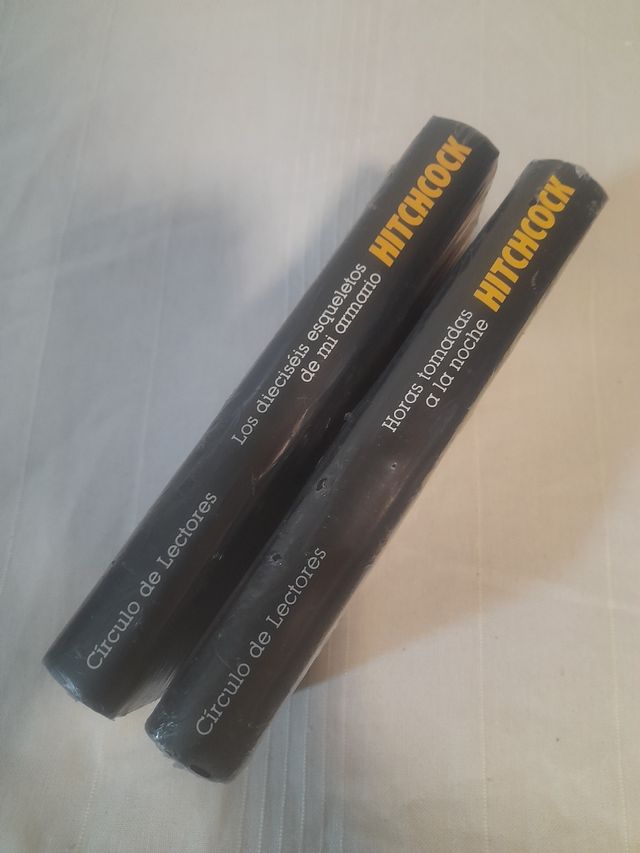 HITCHCOCK
Los dieciséis esqueletos
de mi armario
Círculo de Lectores
HITCHCOCK
Horas tomadas
a la noche
Círculo de Lectores